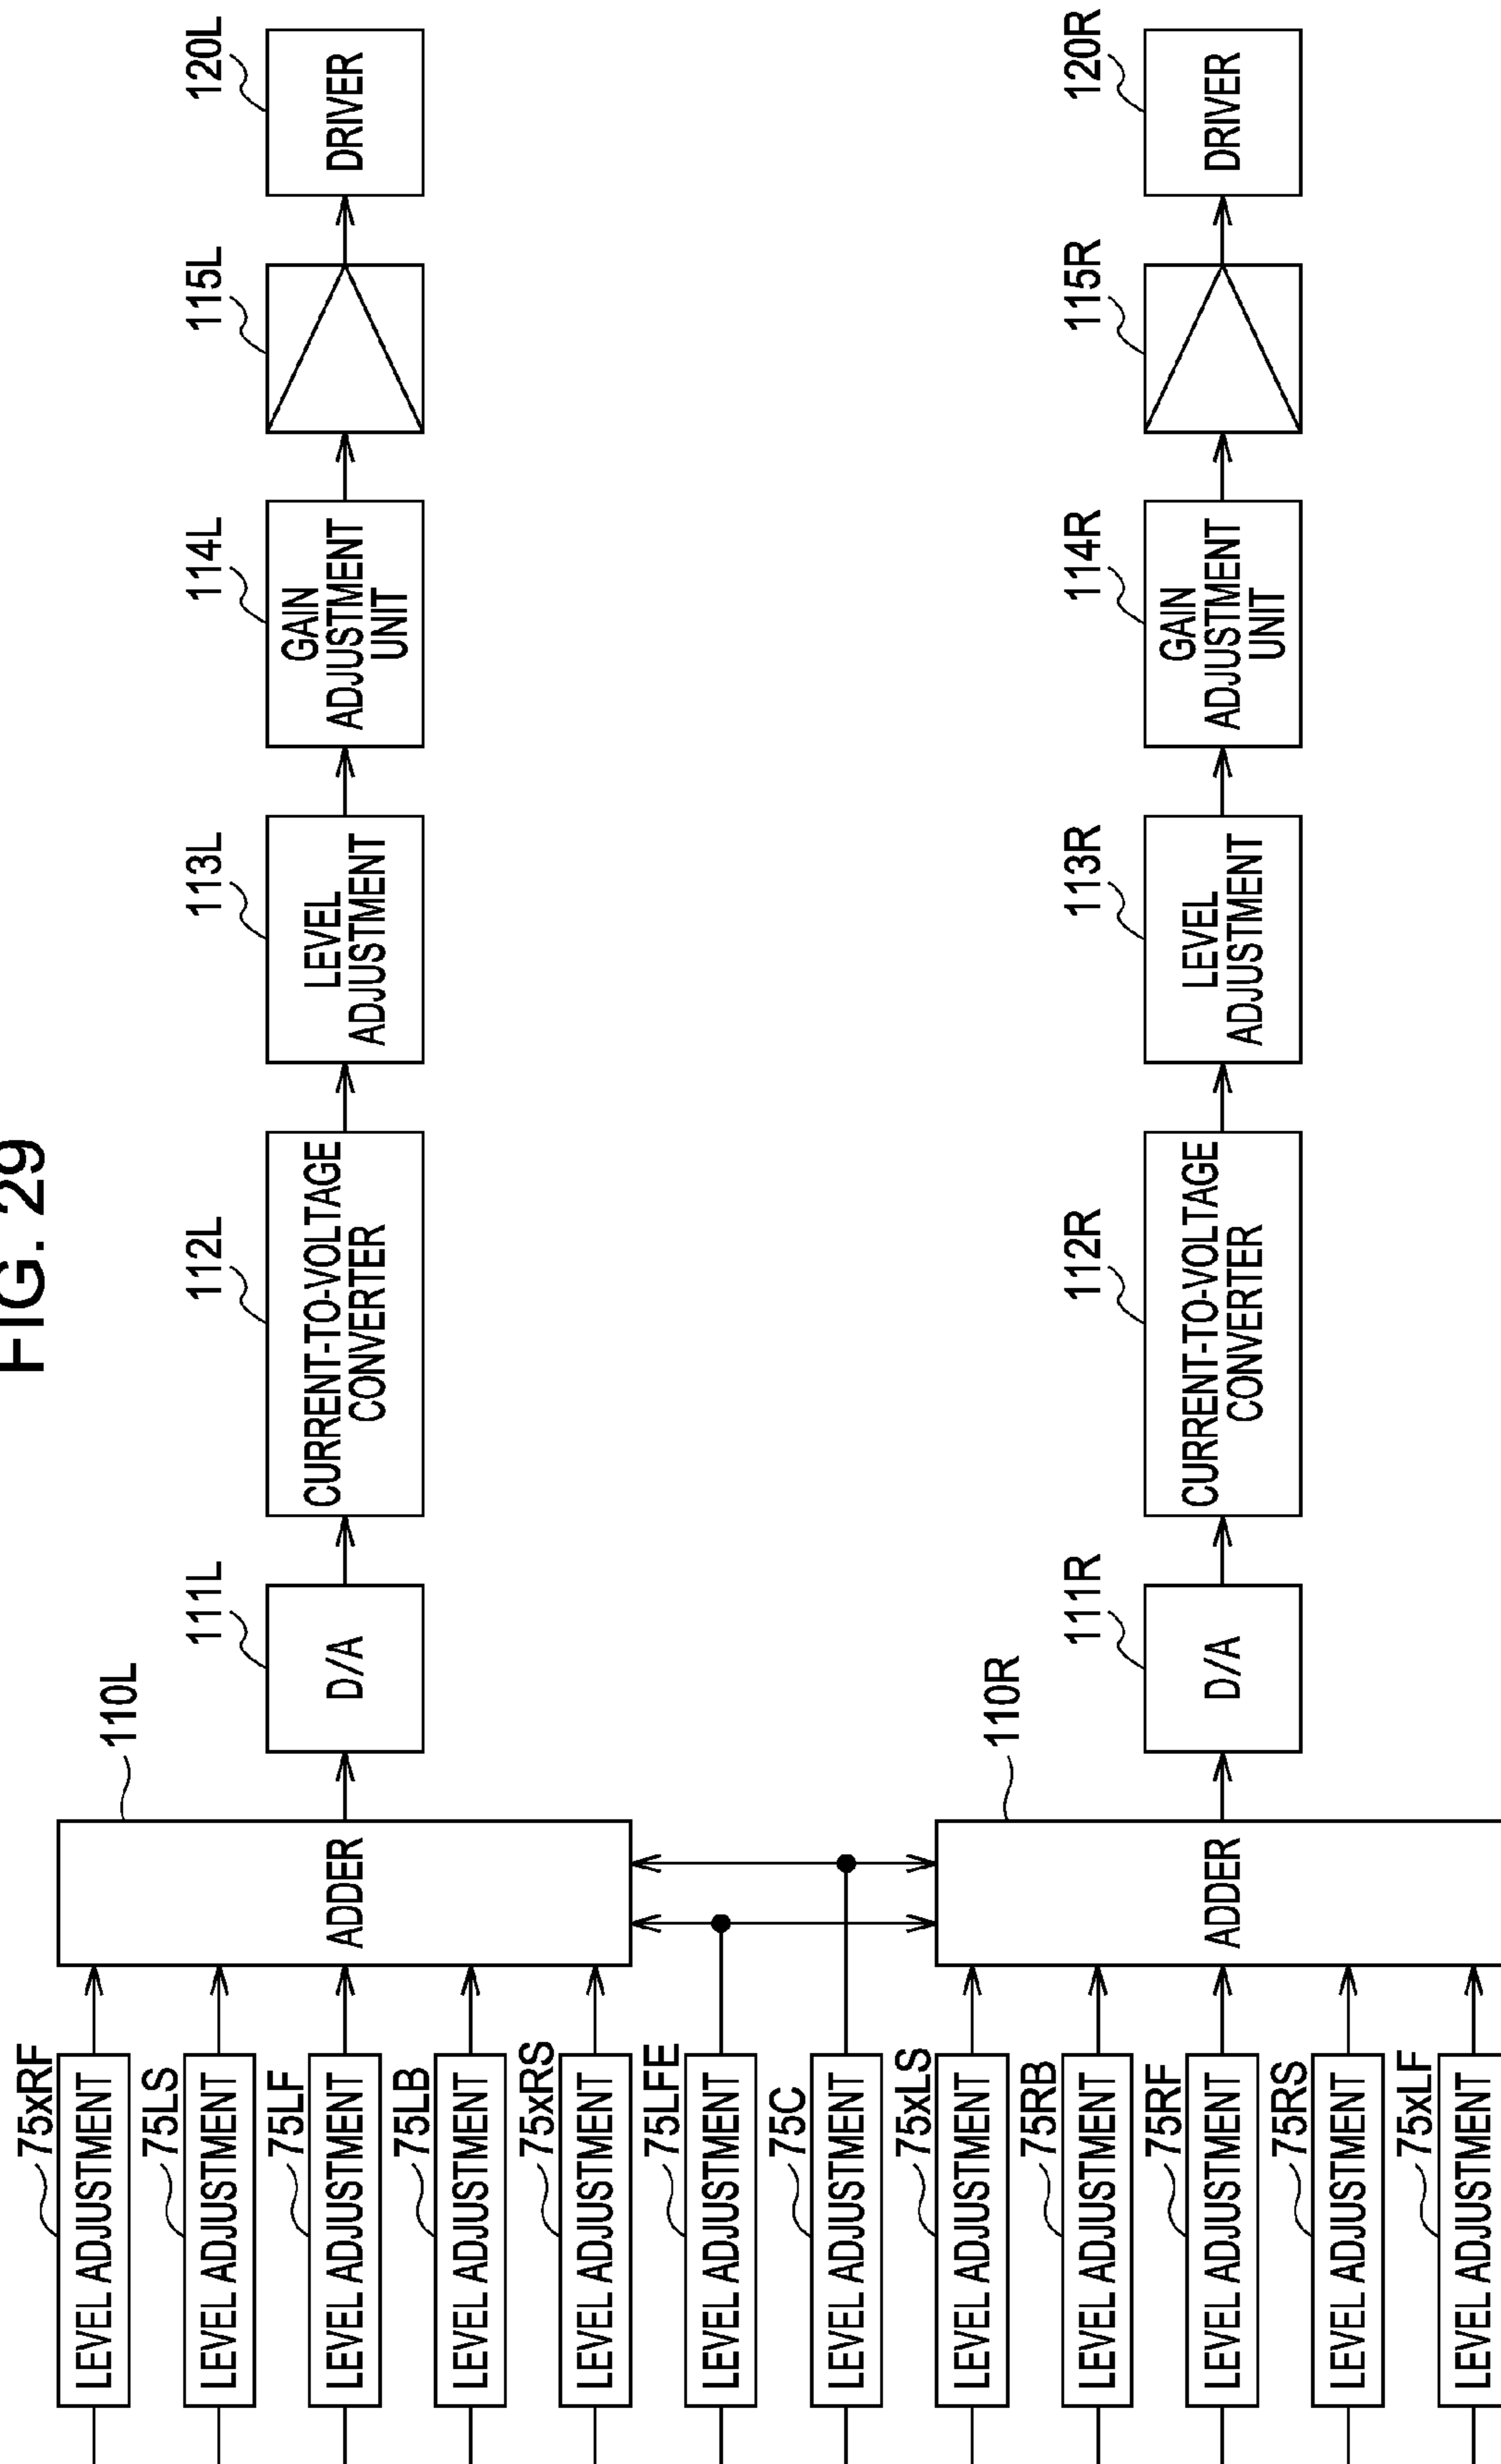 FIG. 29
75xRF
LEVEL ADJUSTMENT
75LS
LEVEL ADJUSTMENT
75LF
LEVEL ADJUSTMENT
75LB
LEVEL ADJUSTMENT
75xRS
LEVEL ADJUSTMENT
75LFE
LEVEL ADJUSTMENT
75C
LEVEL ADJUSTMENT
75xLS
LEVEL ADJUSTMENT
75RB
LEVEL ADJUSTMENT
75RF
LEVEL ADJUSTMENT
75RS
LEVEL ADJUSTMENT
75xLF
LEVEL ADJUSTMENT
110L
ADDER
111L
D/A
112L
CURRENT-TO-VOLTAGE
CONVERTER
113L
LEVEL
ADJUSTMENT
114L
GAIN
ADJUSTMENT
UNIT
115L
120L
DRIVER
110R
ADDER
111R
D/A
112R
CURRENT-TO-VOLTAGE
CONVERTER
113R
LEVEL
ADJUSTMENT
114R
GAIN
ADJUSTMENT
UNIT
115R
120R
DRIVER